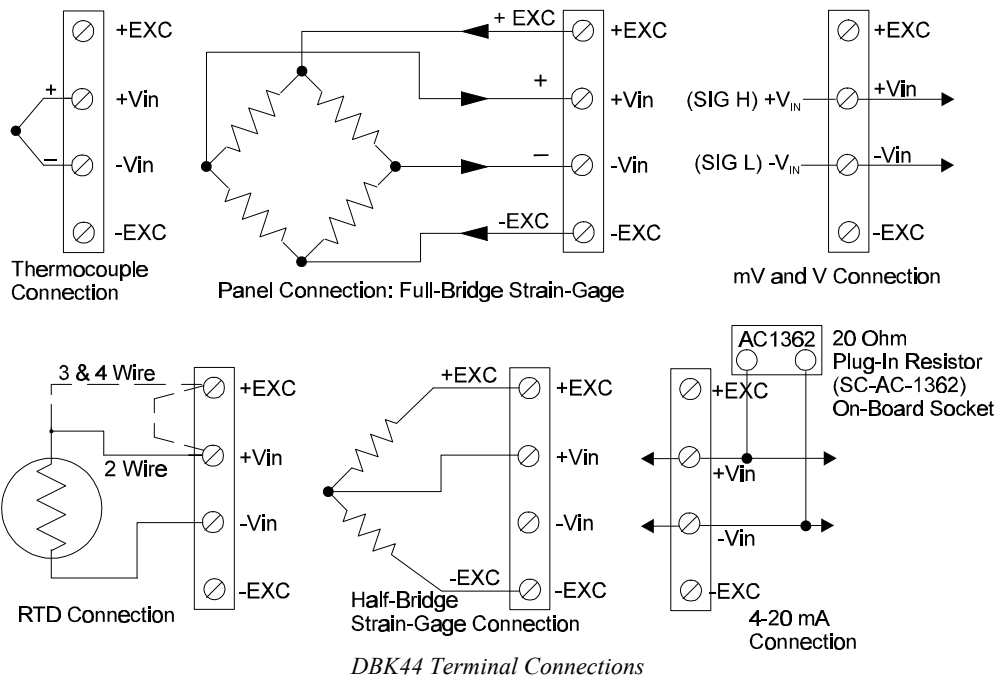 +EXC
+
+Vin
−
-Vin
-EXC
Thermocouple
Connection
+ EXC
+EXC
+
+Vin
−
-Vin
-EXC
-EXC
Panel Connection: Full-Bridge Strain-Gage
+EXC
(SIG H) +VIN
+Vin
(SIG L) -VIN
-Vin
-EXC
mV and V Connection
3 & 4 Wire
+EXC
2 Wire
+Vin
-Vin
-EXC
RTD Connection
+EXC
+EXC
+Vin
-Vin
-EXC
-EXC
Half-Bridge
Strain-Gage Connection
AC1362
20 Ohm
Plug-In Resistor
(SC-AC-1362)
On-Board Socket
+EXC
+Vin
-Vin
-EXC
4-20 mA
Connection
DBK44 Terminal Connections